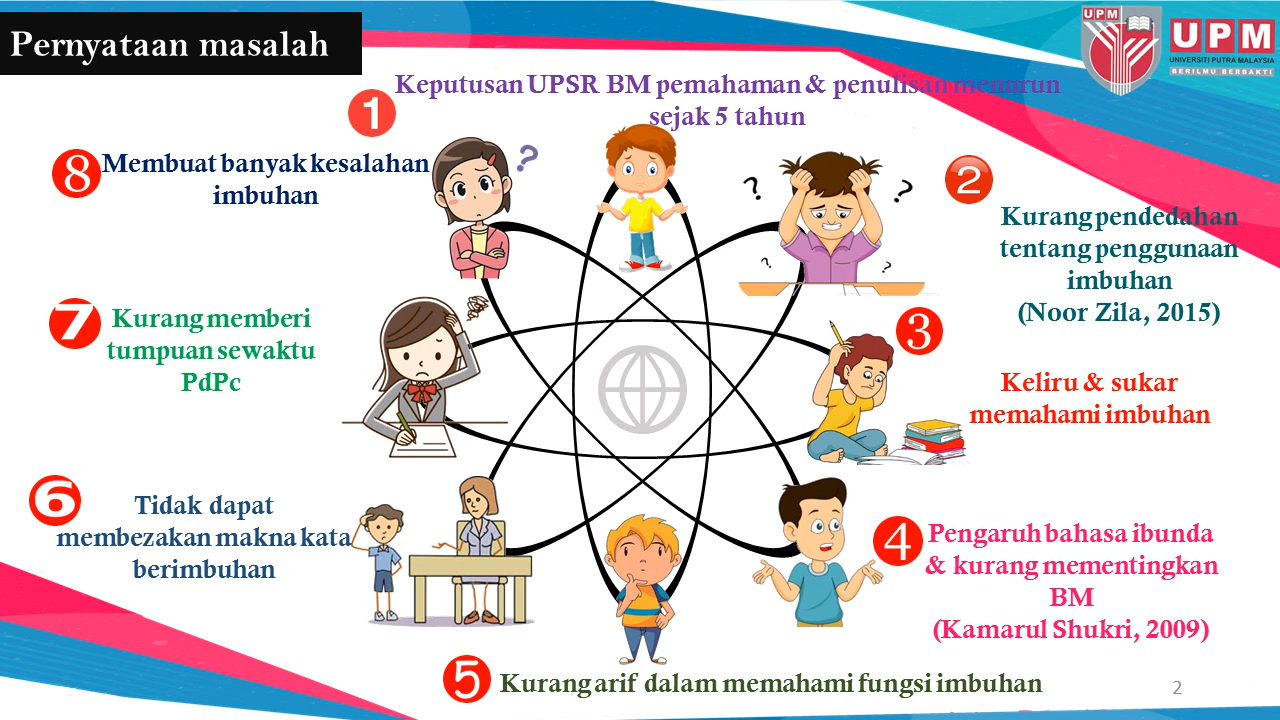 Pernyataan masalah
UPM
UPM
UNIVERSITI PUTRA MALAYSIA
BERILMU BERBAKTI
1
Keputusan UPSR BM pemahaman & penulisan menurun
sejak 5 tahun
2
Kurang pendedahan
tentang penggunaan
imbuhan
(Noor Zila, 2015)
3
Keliru & sukar
memahami imbuhan
4
Pengaruh bahasa ibunda
& kurang mementingkan
BM
(Kamarul Shukri, 2009)
5
Kurang arif dalam memahami fungsi imbuhan
6
Tidak dapat
membezakan makna kata
berimbuhan
7
Kurang memberi
tumpuan sewaktu
PdPc
8
Membuat banyak kesalahan
imbuhan
?
?
?
?
?
2